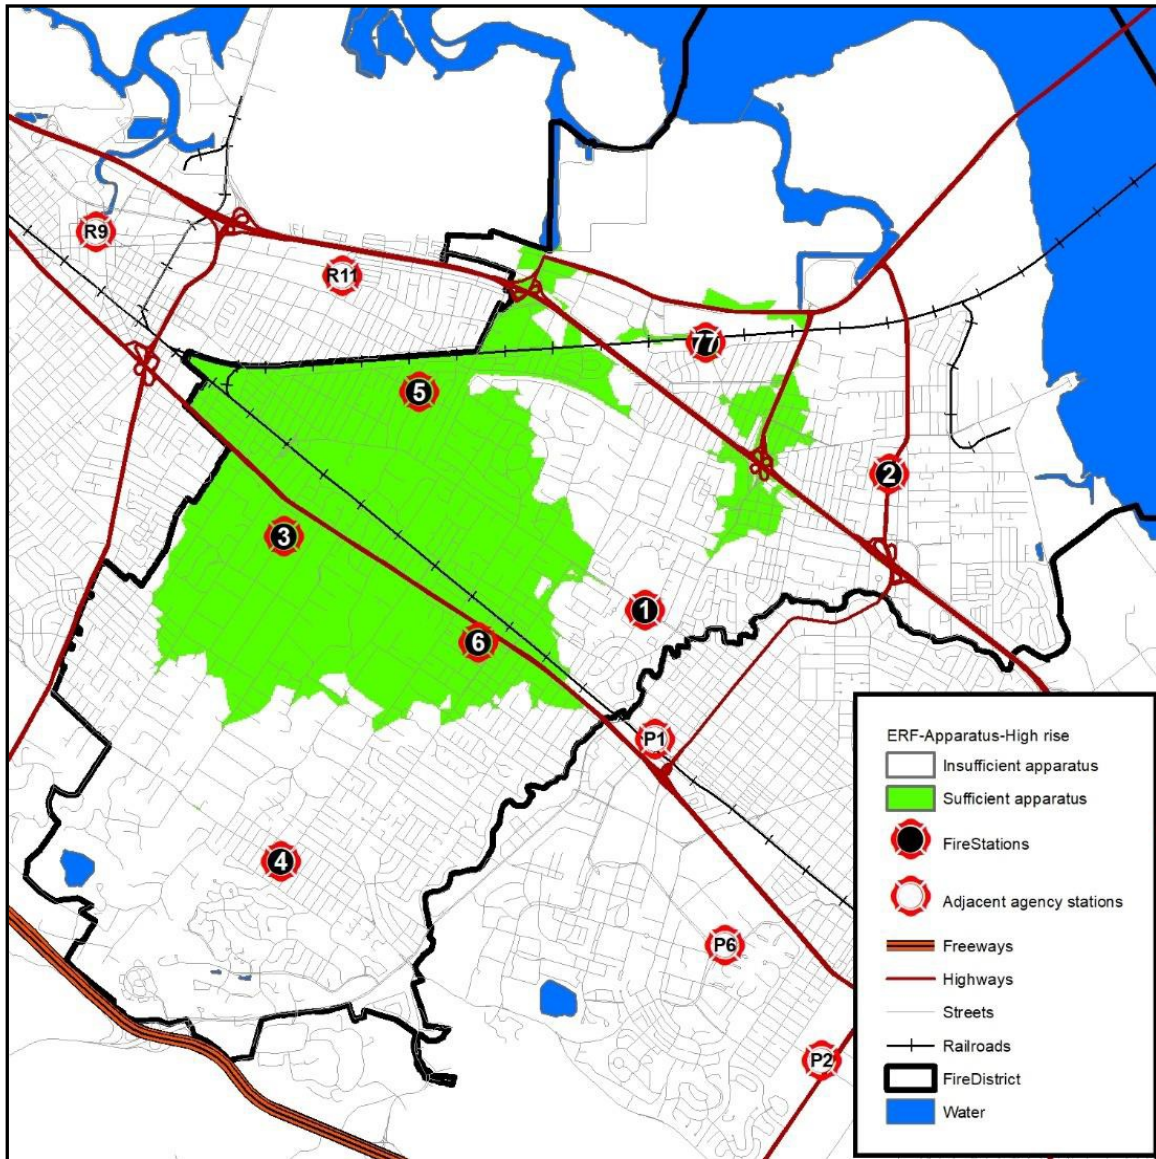 R9
R11
77
5
2
3
1
6
P1
4
P6
P2
ERF-Apparatus-High rise
Insufficient apparatus
Sufficient apparatus
FireStations
Adjacent agency stations
Freeways
Highways
Streets
Railroads
FireDistrict
Water